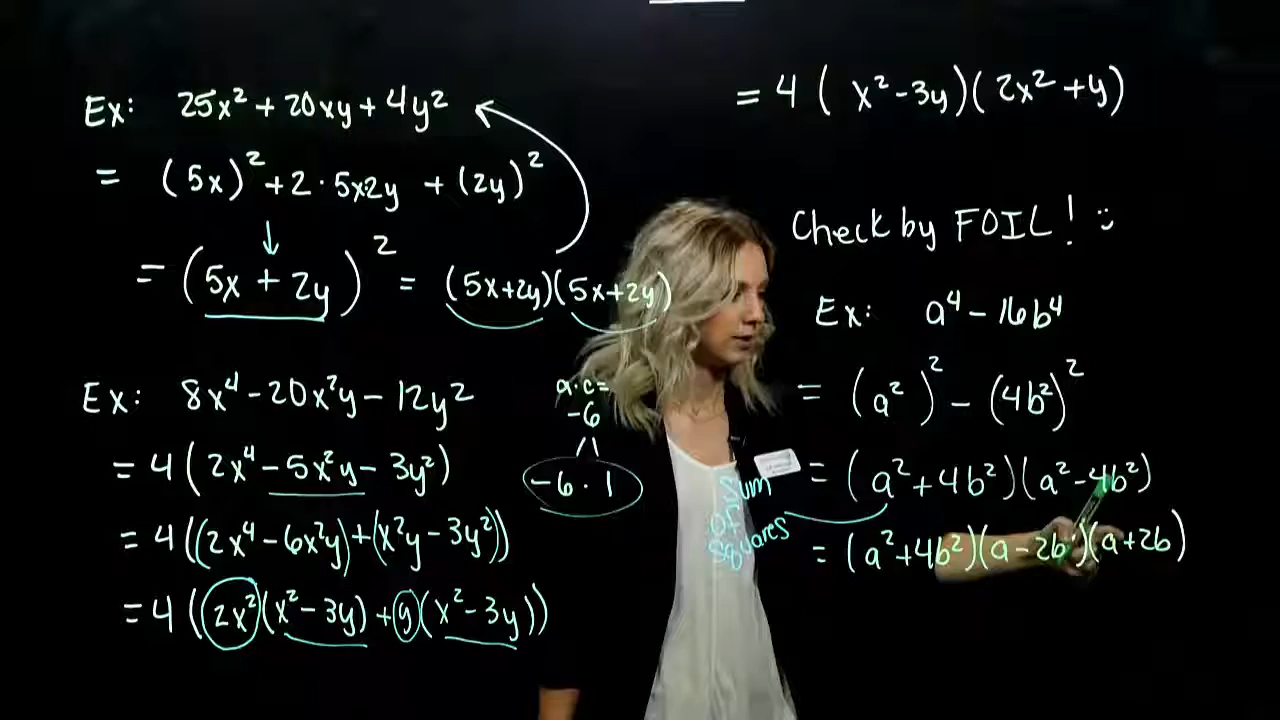 Ex: 25x² + 20xy + 4y²
= (5x)² + 2 · 5x·2y + (2y)²
= (5x + 2y)² = (5x+2y)(5x+2y)
Ex: 8x⁴ - 20x²y - 12y²
= 4(2x⁴ - 5x²y - 3y²)
= 4((2x⁴ - 6x²y) + (x²y - 3y²))
= 4((2x²(x² - 3y) + y(x² - 3y))
a·c =
-6
-6 · 1
= 4(x² - 3y)(2x² + y)
Check by FOIL! :)
Ex: a⁴ - 16b⁴
= (a²)² - (4b²)²
= (a² + 4b²)(a² - 4b²)
= (a² + 4b²)(a - 2b)(a + 2b)
Sum
of
squares